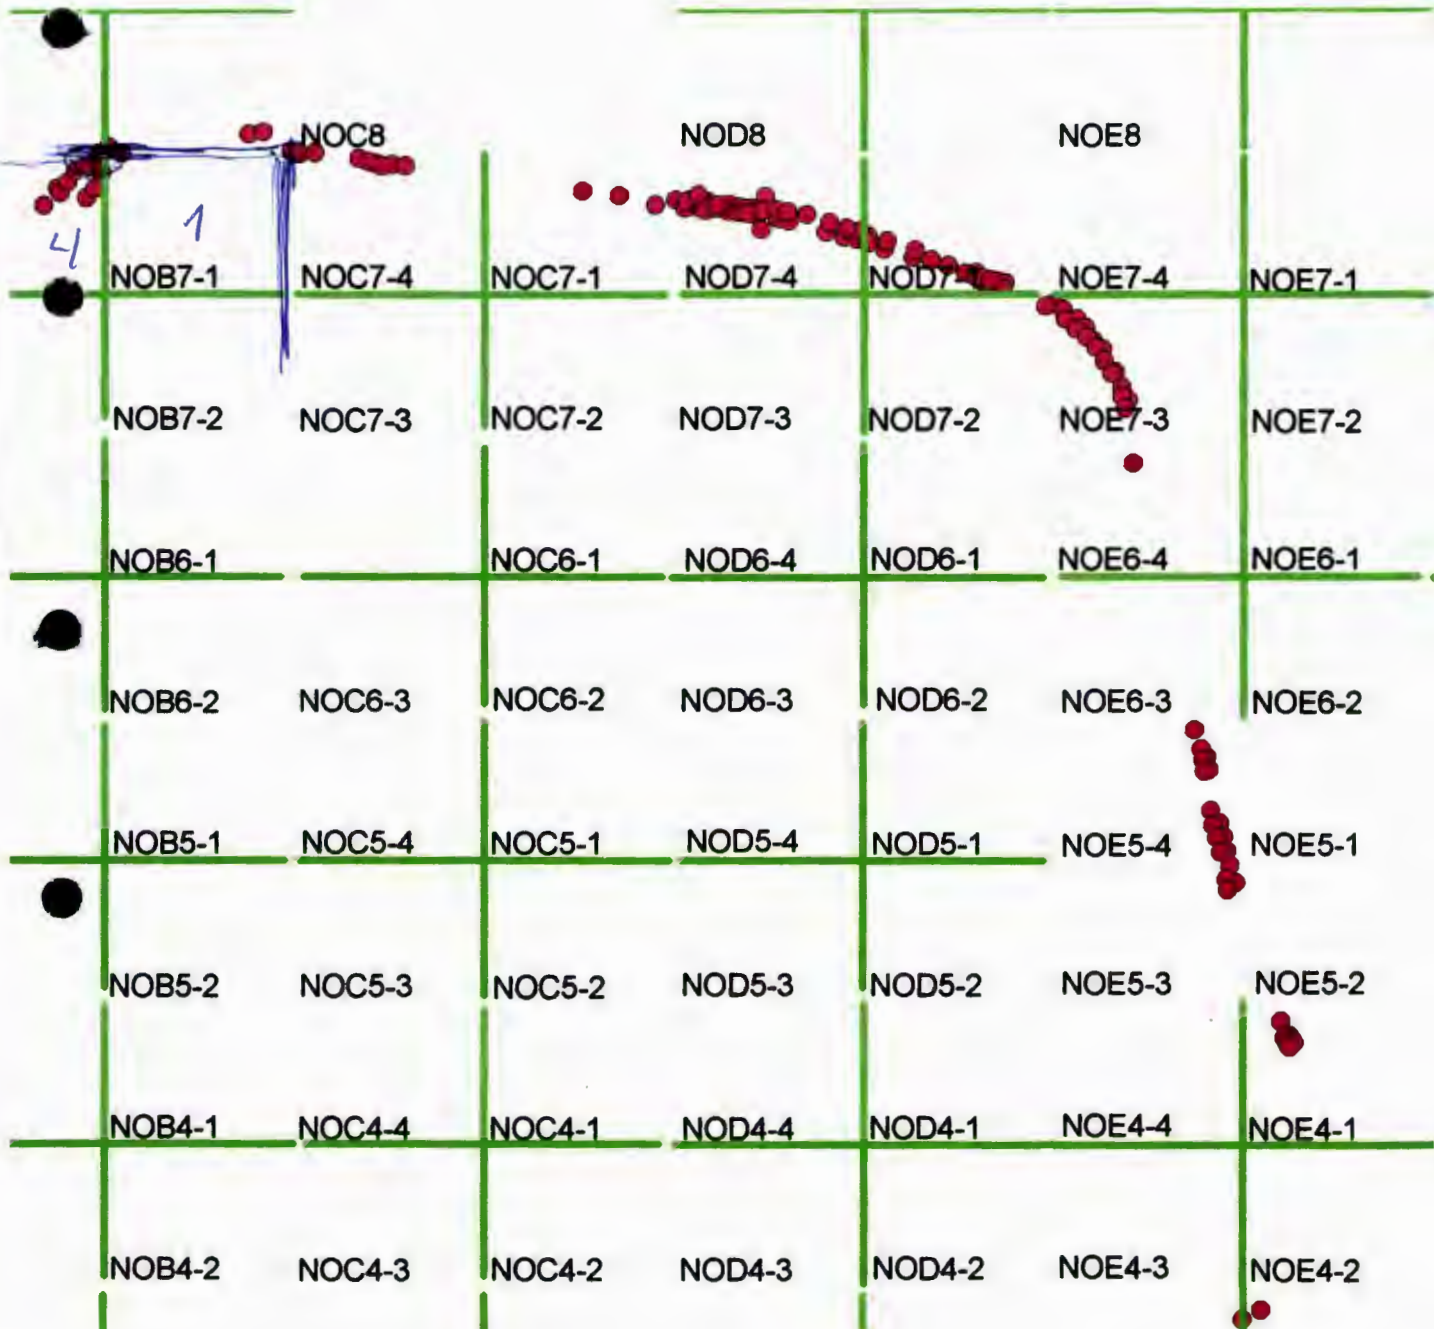 NOC8 NOD8 NOE8
4 1
NOB7-1 NOC7-4 NOC7-1 NOD7-4 NOD7-1 NOE7-4 NOE7-1
NOB7-2 NOC7-3 NOC7-2 NOD7-3 NOD7-2 NOE7-3 NOE7-2
NOB6-1 NOC6-1 NOD6-4 NOD6-1 NOE6-4 NOE6-1
NOB6-2 NOC6-3 NOC6-2 NOD6-3 NOD6-2 NOE6-3 NOE6-2
NOB5-1 NOC5-4 NOC5-1 NOD5-4 NOD5-1 NOE5-4 NOE5-1
NOB5-2 NOC5-3 NOC5-2 NOD5-3 NOD5-2 NOE5-3 NOE5-2
NOB4-1 NOC4-4 NOC4-1 NOD4-4 NOD4-1 NOE4-4 NOE4-1
NOB4-2 NOC4-3 NOC4-2 NOD4-3 NOD4-2 NOE4-3 NOE4-2